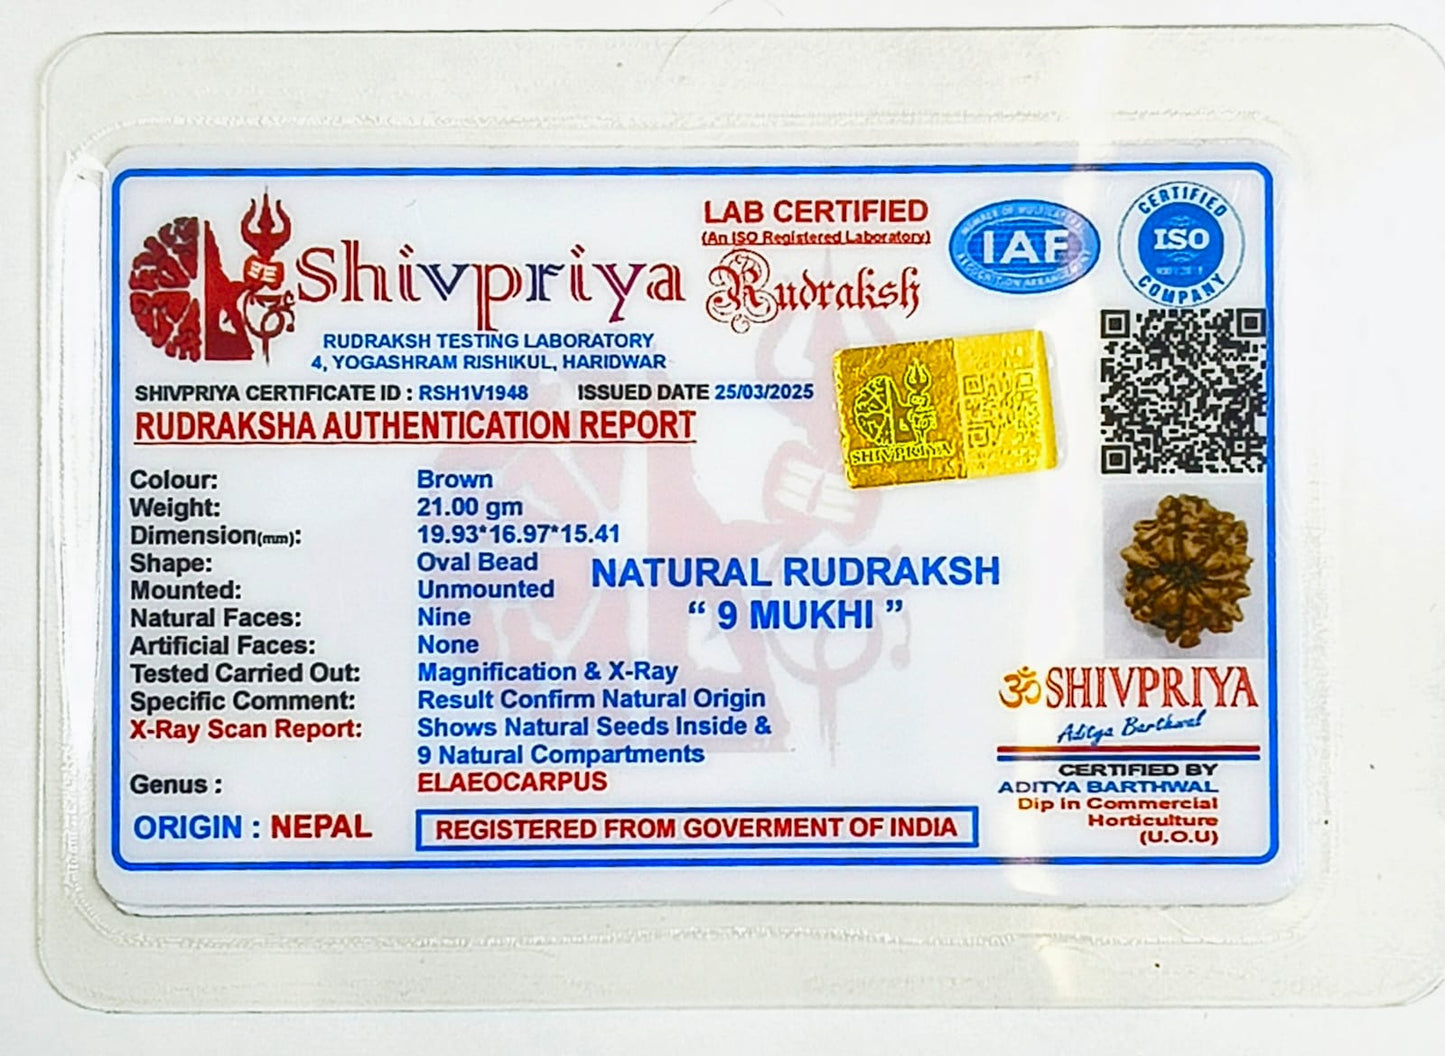 LAB CERTIFIED
(An ISO Registered Laboratory)
Shivpriya Rudraksh
IAF
CERTIFIED
ISO
COMPANY
RUDRAKSH TESTING LABORATORY
4, YOGASHRAM RISHIKUL, HARIDWAR
SHIVPRIYA CERTIFICATE ID : RSH1V1948 ISSUED DATE 25/03/2025
RUDRAKSHA AUTHENTICATION REPORT
SHIVPRIYA
Colour: Brown
Weight: 21.00 gm
Dimension(mm): 19.93*16.97*15.41
Shape: Oval Bead
Mounted: Unmounted
Natural Faces: Nine
Artificial Faces: None
Tested Carried Out: Magnification & X-Ray
Specific Comment: Result Confirm Natural Origin
X-Ray Scan Report: Shows Natural Seeds Inside &
9 Natural Compartments
Genus : ELAEOCARPUS
ORIGIN : NEPAL
REGISTERED FROM GOVERMENT OF INDIA
NATURAL RUDRAKSH
“ 9 MUKHI ”
ॐ SHIVPRIYA
Aditya Barthwal
CERTIFIED BY
ADITYA BARTHWAL
Dip in Commercial
Horticulture
(U.O.U)